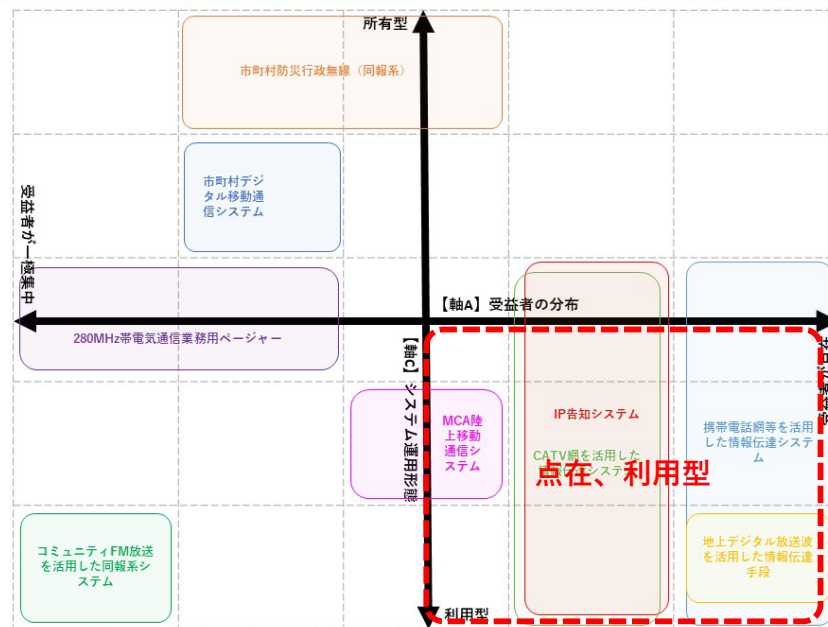 所有型
市町村防災行政無線（同報系）
市町村デジ
タル移動通
信システム
受益者が一極集中
【軸A】受益者の分布
280MHz帯電気通信業務用ページャー
【軸C】システム運用形態
MCA陸
上移動
通信シ
ステム
IP告知システム
CATV網を活用した
点在、利用型
携帯電話網等を活用
した情報伝達システ
ム
コミュニティFM放送
を活用した同報系シ
ステム
地上デジタル放送波
を活用した情報伝達
手段
利用型